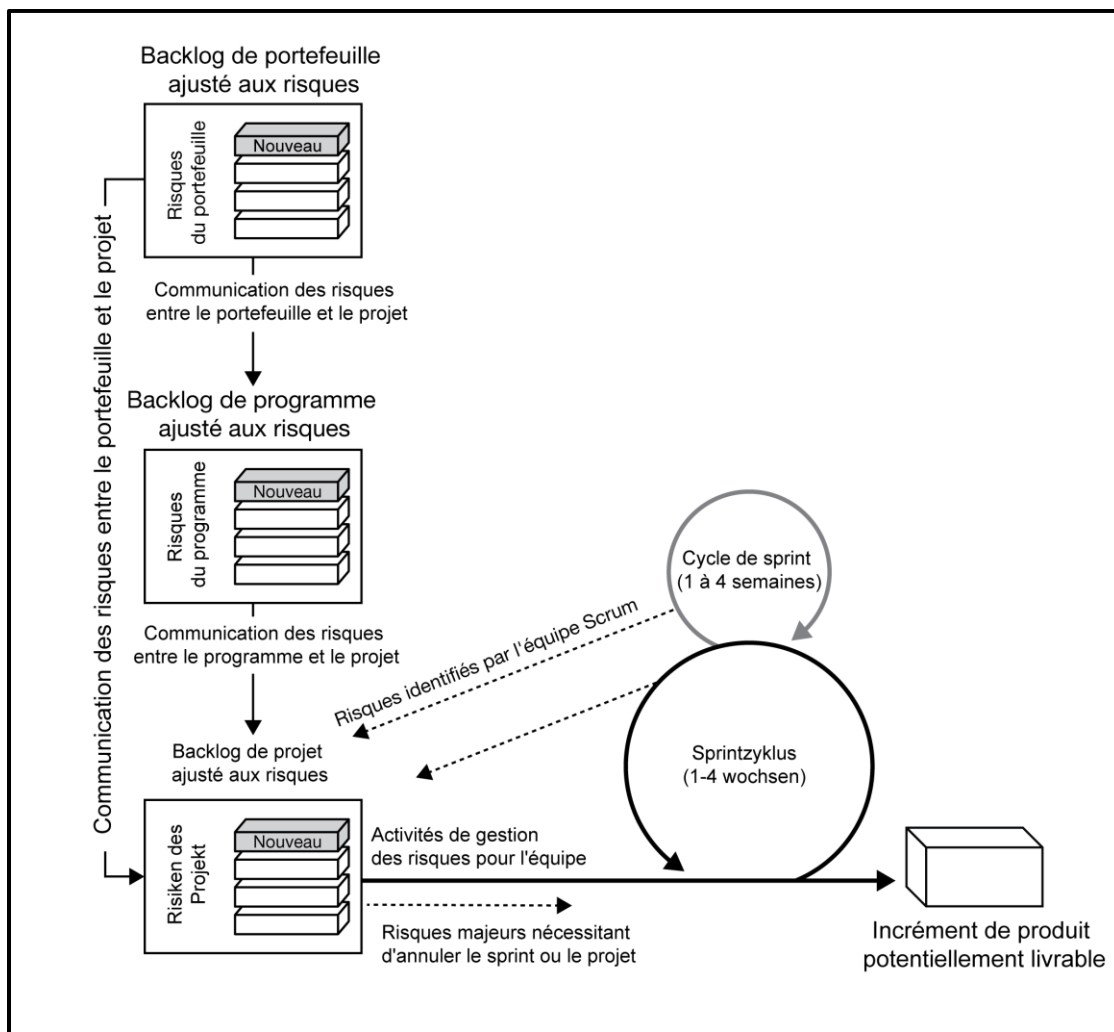 Backlog de portefeuille
ajusté aux risques
Risques
du portefeuille
Nouveau
Communication des risques
entre le portefeuille et le projet
Communication des risques entre le portefeuille et le projet
Backlog de programme
ajusté aux risques
Risques
du programme
Nouveau
Communication des risques
entre le programme et le projet
Cycle de sprint
(1 à 4 semaines)
Risques identifiés par l'équipe Scrum
Sprintzyklus
(1-4 wochsen)
Backlog de projet
ajusté aux risques
Risiken des
Projekt
Nouveau
Activités de gestion
des risques pour l'équipe
Risques majeurs nécessitant
d'annuler le sprint ou le projet
Incrément de produit
potentiellement livrable